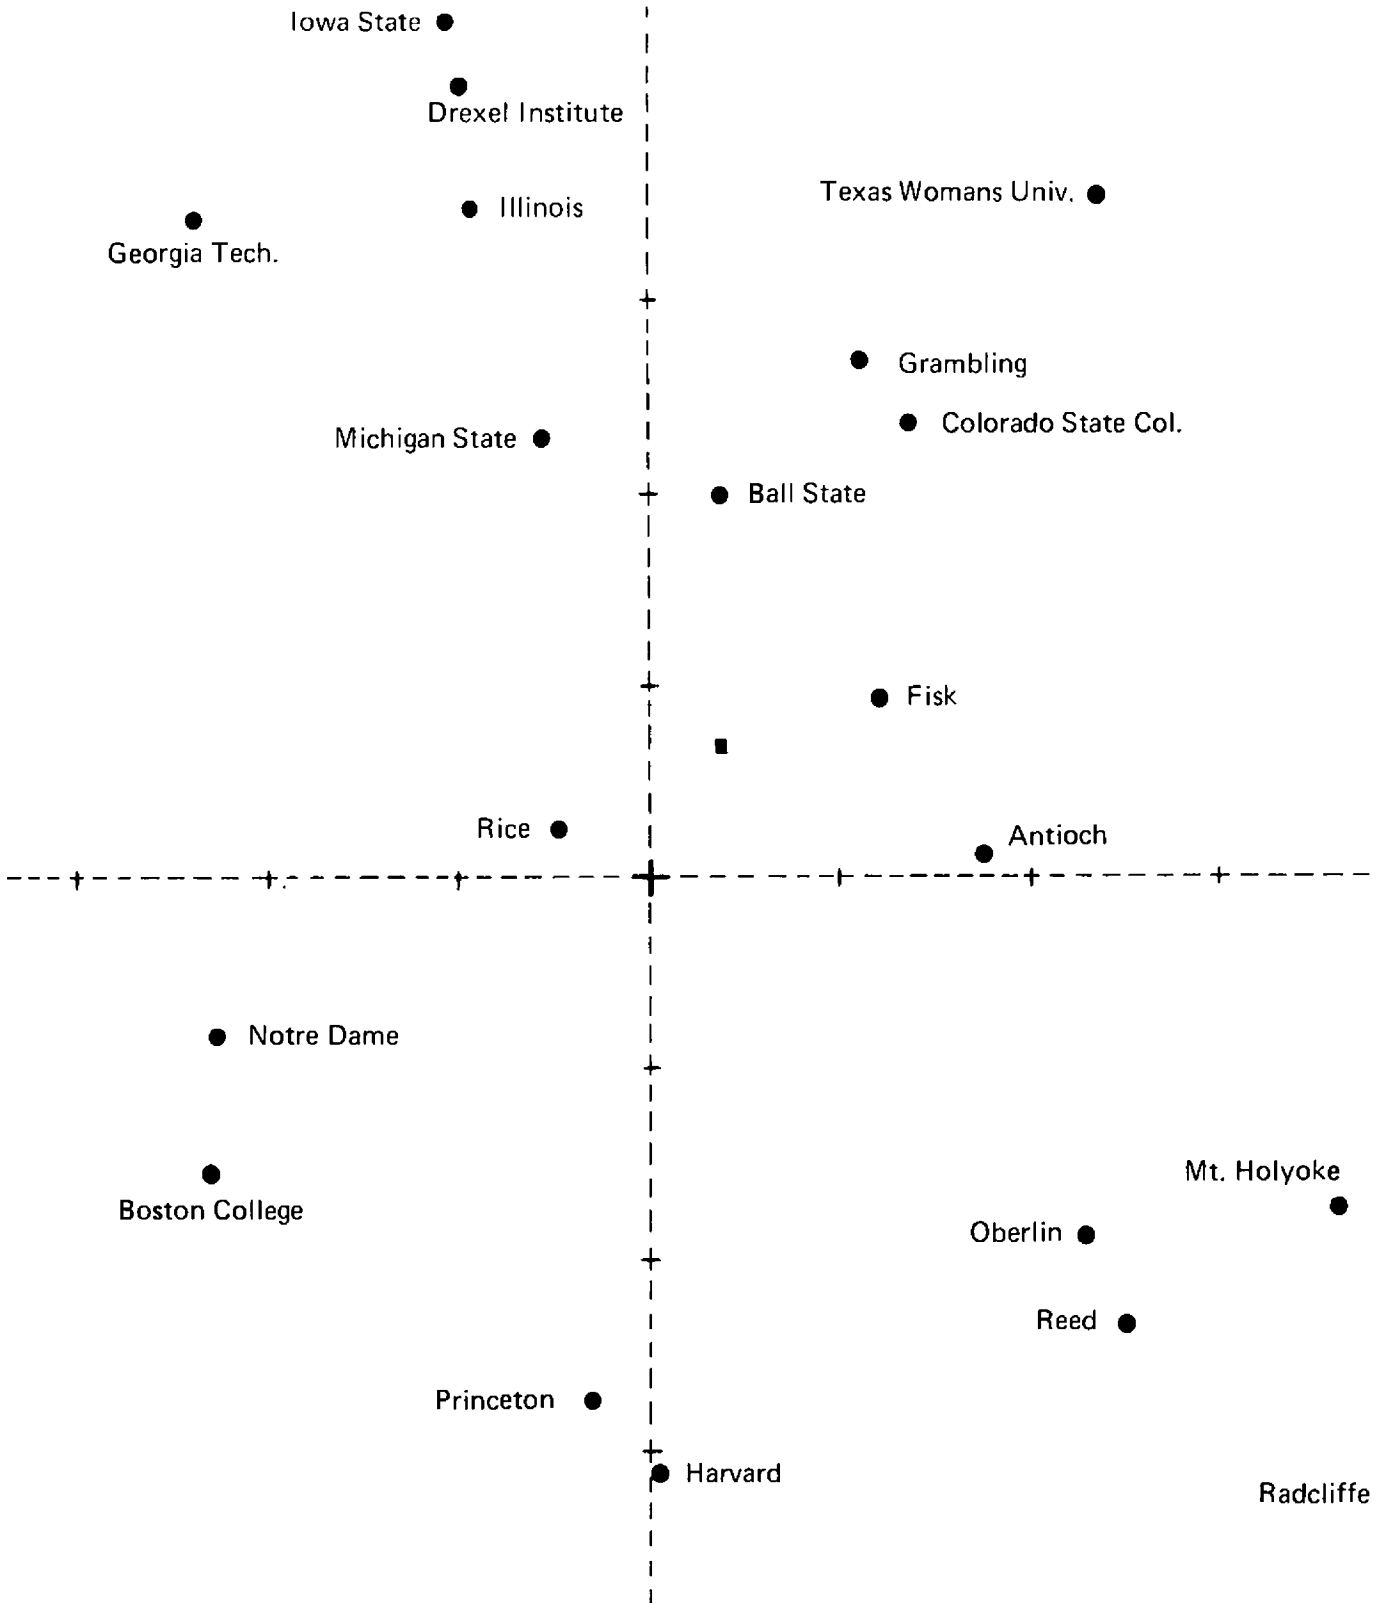 Iowa State
Drexel Institute
Texas Womans Univ.
Illinois
Georgia Tech.
Grambling
Colorado State Col.
Michigan State
Ball State
Fisk
Rice
Antioch
Notre Dame
Mt. Holyoke
Boston College
Oberlin
Reed
Princeton
Harvard
Radcliffe